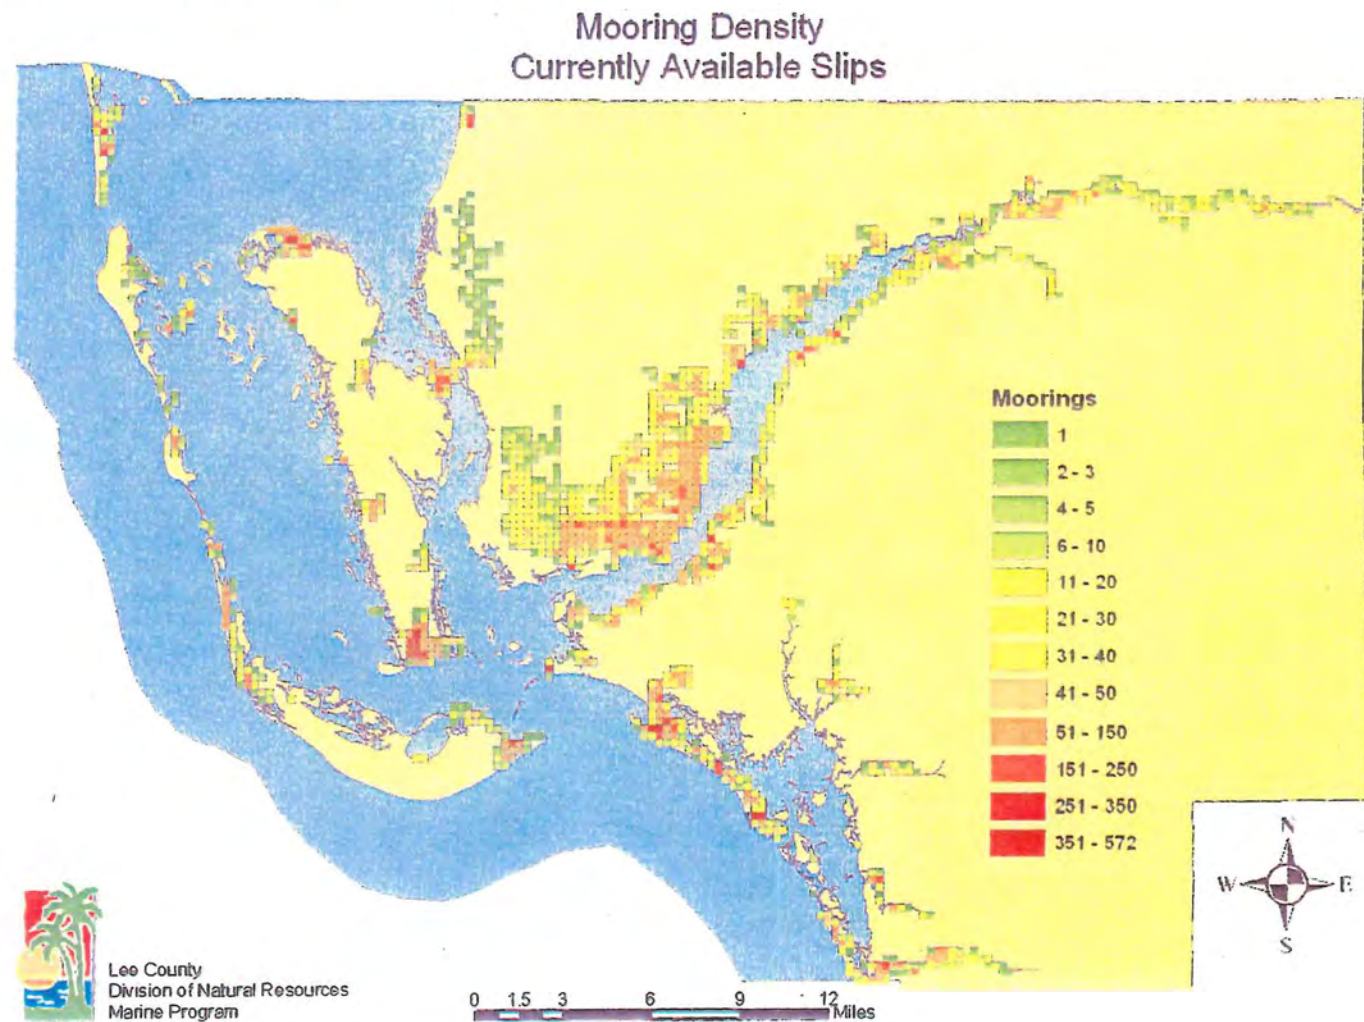 Mooring Density
Currently Available Slips
Moorings
1
2 - 3
4 - 5
6 - 10
11 - 20
21 - 30
31 - 40
41 - 50
51 - 150
151 - 250
251 - 350
351 - 572
N
W E
S
Lee County
Division of Natural Resources
Marine Program
0 1.5 3 6 9 12
Miles